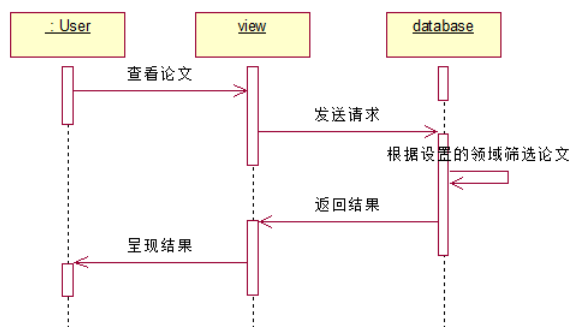 : User
view
database
查看论文
发送请求
根据设置的领域筛选论文
返回结果
呈现结果